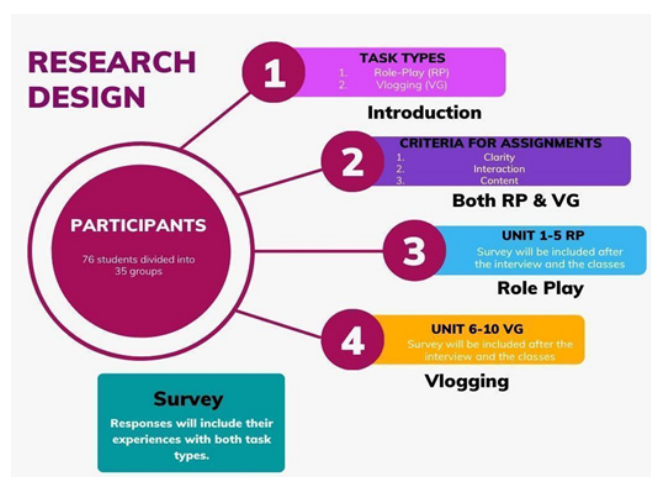 RESEARCH
DESIGN
1
TASK TYPES
1. Role-Play (RP)
2. Vlogging (VG)
Introduction
2
CRITERIA FOR ASSIGNMENTS
1. Clarity
2. Interaction
3. Content
Both RP & VG
PARTICIPANTS
76 students divided into
35 groups
3
UNIT 1-5 RP
Survey will be included after
the interview and the classes
Role Play
4
UNIT 6-10 VG
Survey will be included after the
interview and the classes
Vlogging
Survey
Responses will include their
experiences with both task
types.